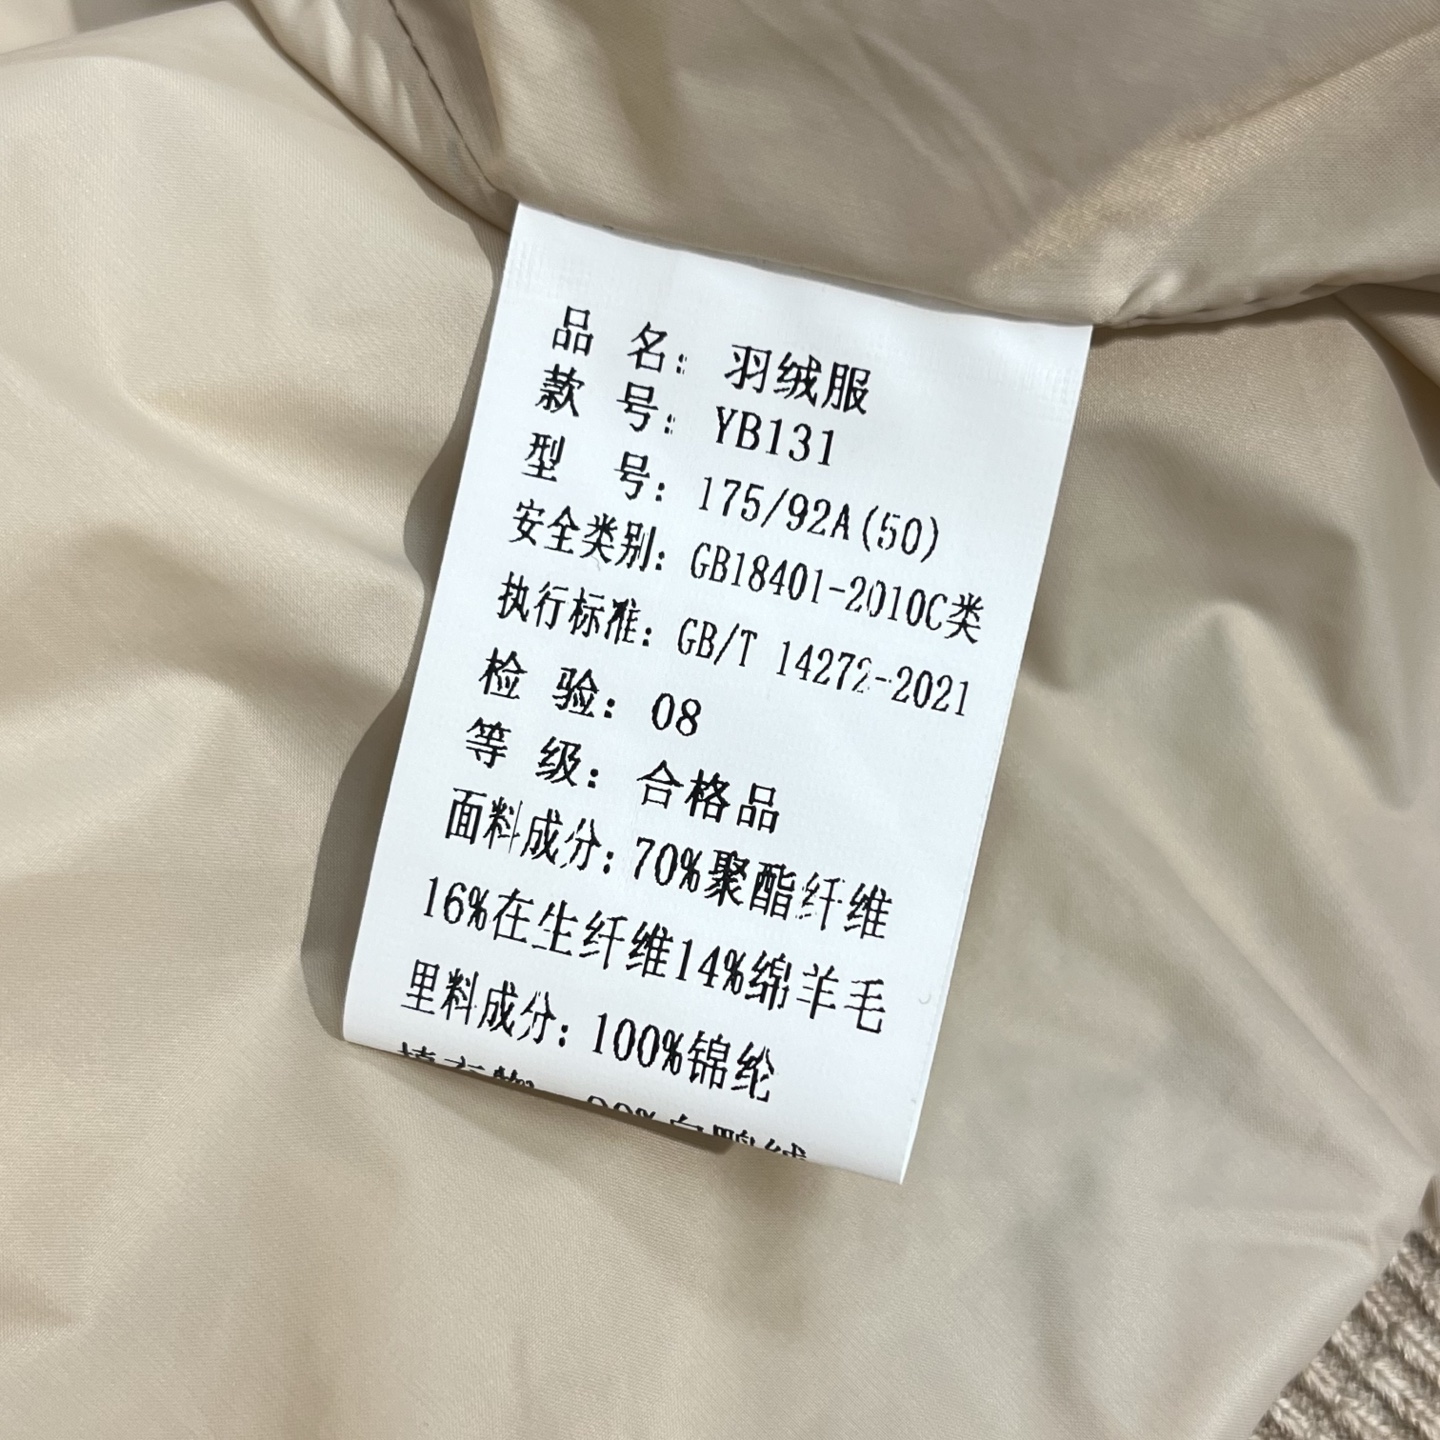 品 名: 羽绒服
款 号: YB131
型 号: 175/92A(50)
安全类别: GB18401-2010C类
执行标准: GB/T 14272-2021
检 验: 08
等 级: 合格品
面料成分: 70%聚酯纤维
16%在生纤维14%绵羊毛
里料成分: 100%锦纶